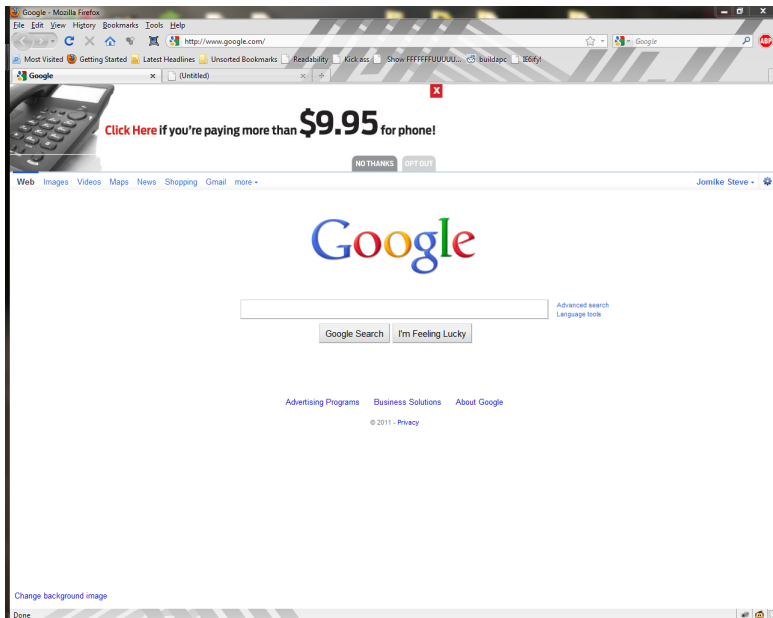 Google - Mozilla Firefox
File Edit View History Bookmarks Tools Help
http://www.google.com/ Google ABP
Most Visited Getting Started Latest Headlines Unsorted Bookmarks Readability Kick ass Show FFFFFFUUUUU... buildapc IE6ify!
Google (Untitled)
X
Click Here if you're paying more than $9.95 for phone!
NO THANKS OPT OUT
Web Images Videos Maps News Shopping Gmail more Jomike Steve
Google
Advanced search
Language tools
Google Search I'm Feeling Lucky
Advertising Programs Business Solutions About Google
© 2011 - Privacy
Change background image
Done